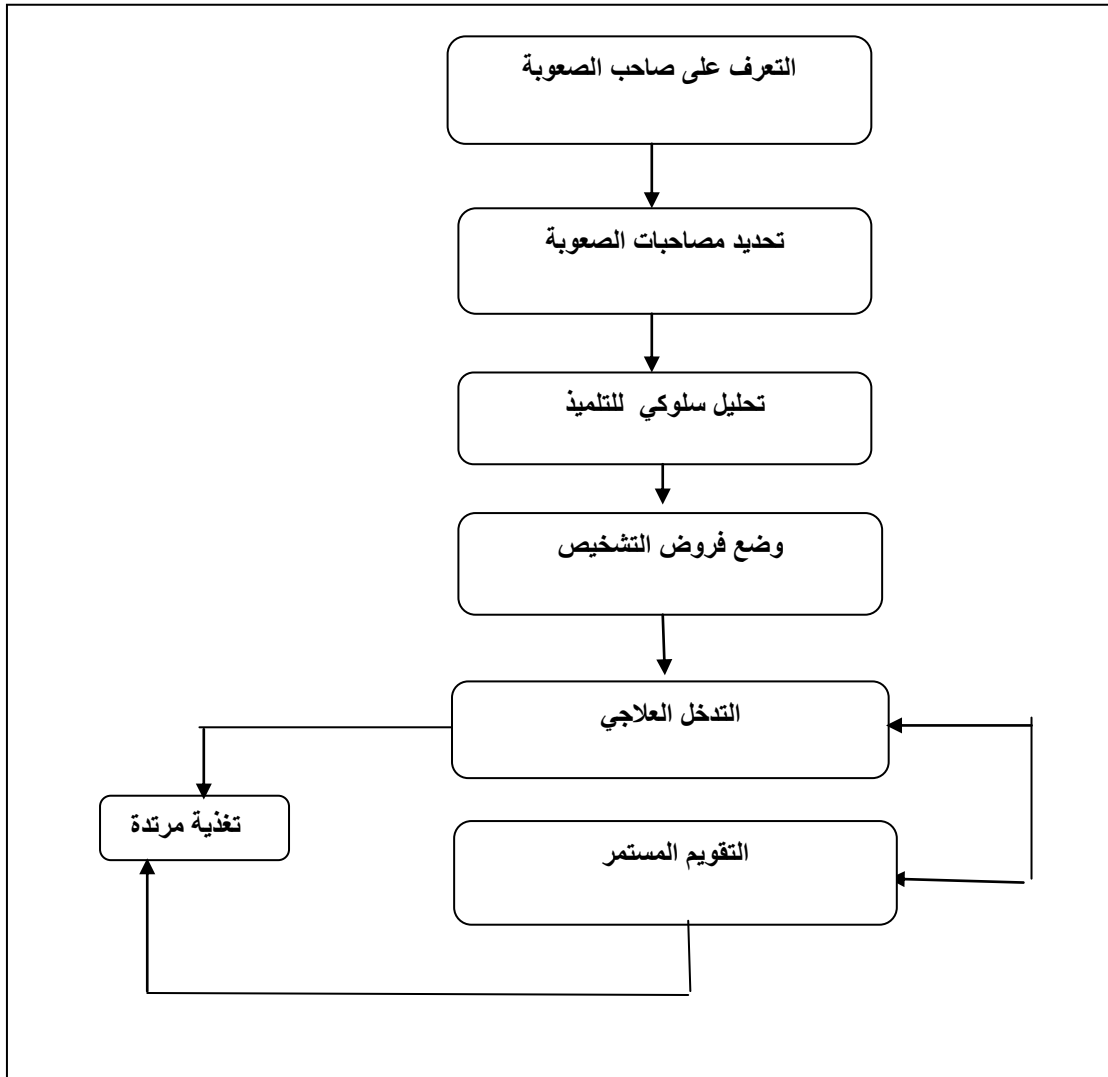 التعرف على صاحب الصعوبة
تحديد مصاحبات الصعوبة
تحليل سلوكي للتلميذ
وضع فروض التشخيص
التدخل العلاجي
تغذية مرتدة
التقويم المستمر